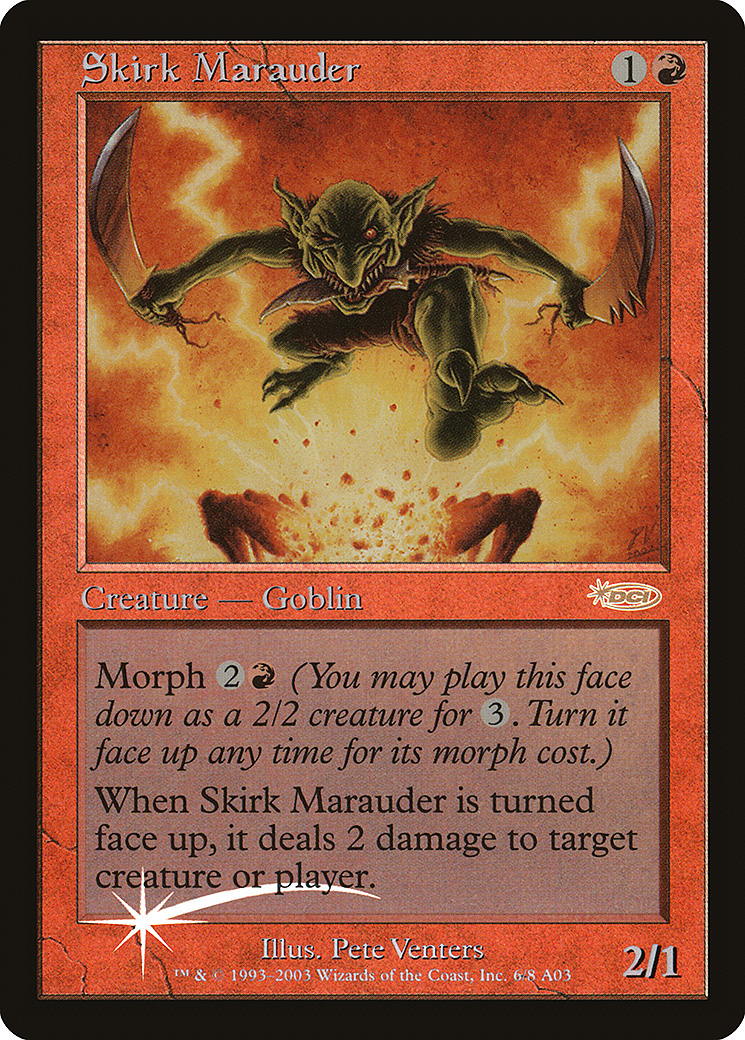 Skirk Marauder 1
Creature — Goblin
DCI
Morph 2 (You may play this face
down as a 2/2 creature for 3. Turn it
face up any time for its morph cost.)
When Skirk Marauder is turned
face up, it deals 2 damage to target
creature or player.
Illus. Pete Venters
™ & © 1993–2003 Wizards of the Coast, Inc. 6/8 A03
2/1